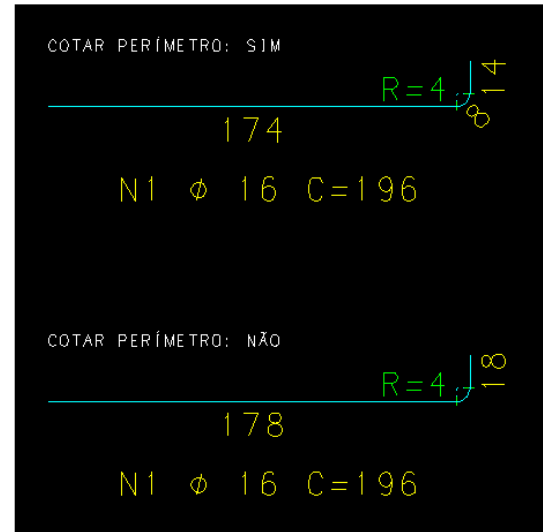 COTAR PERÍMETRO: SIM
R=4
14
8
174
N1 ϕ 16 C=196
COTAR PERÍMETRO: NÃO
R=4
18
178
N1 ϕ 16 C=196